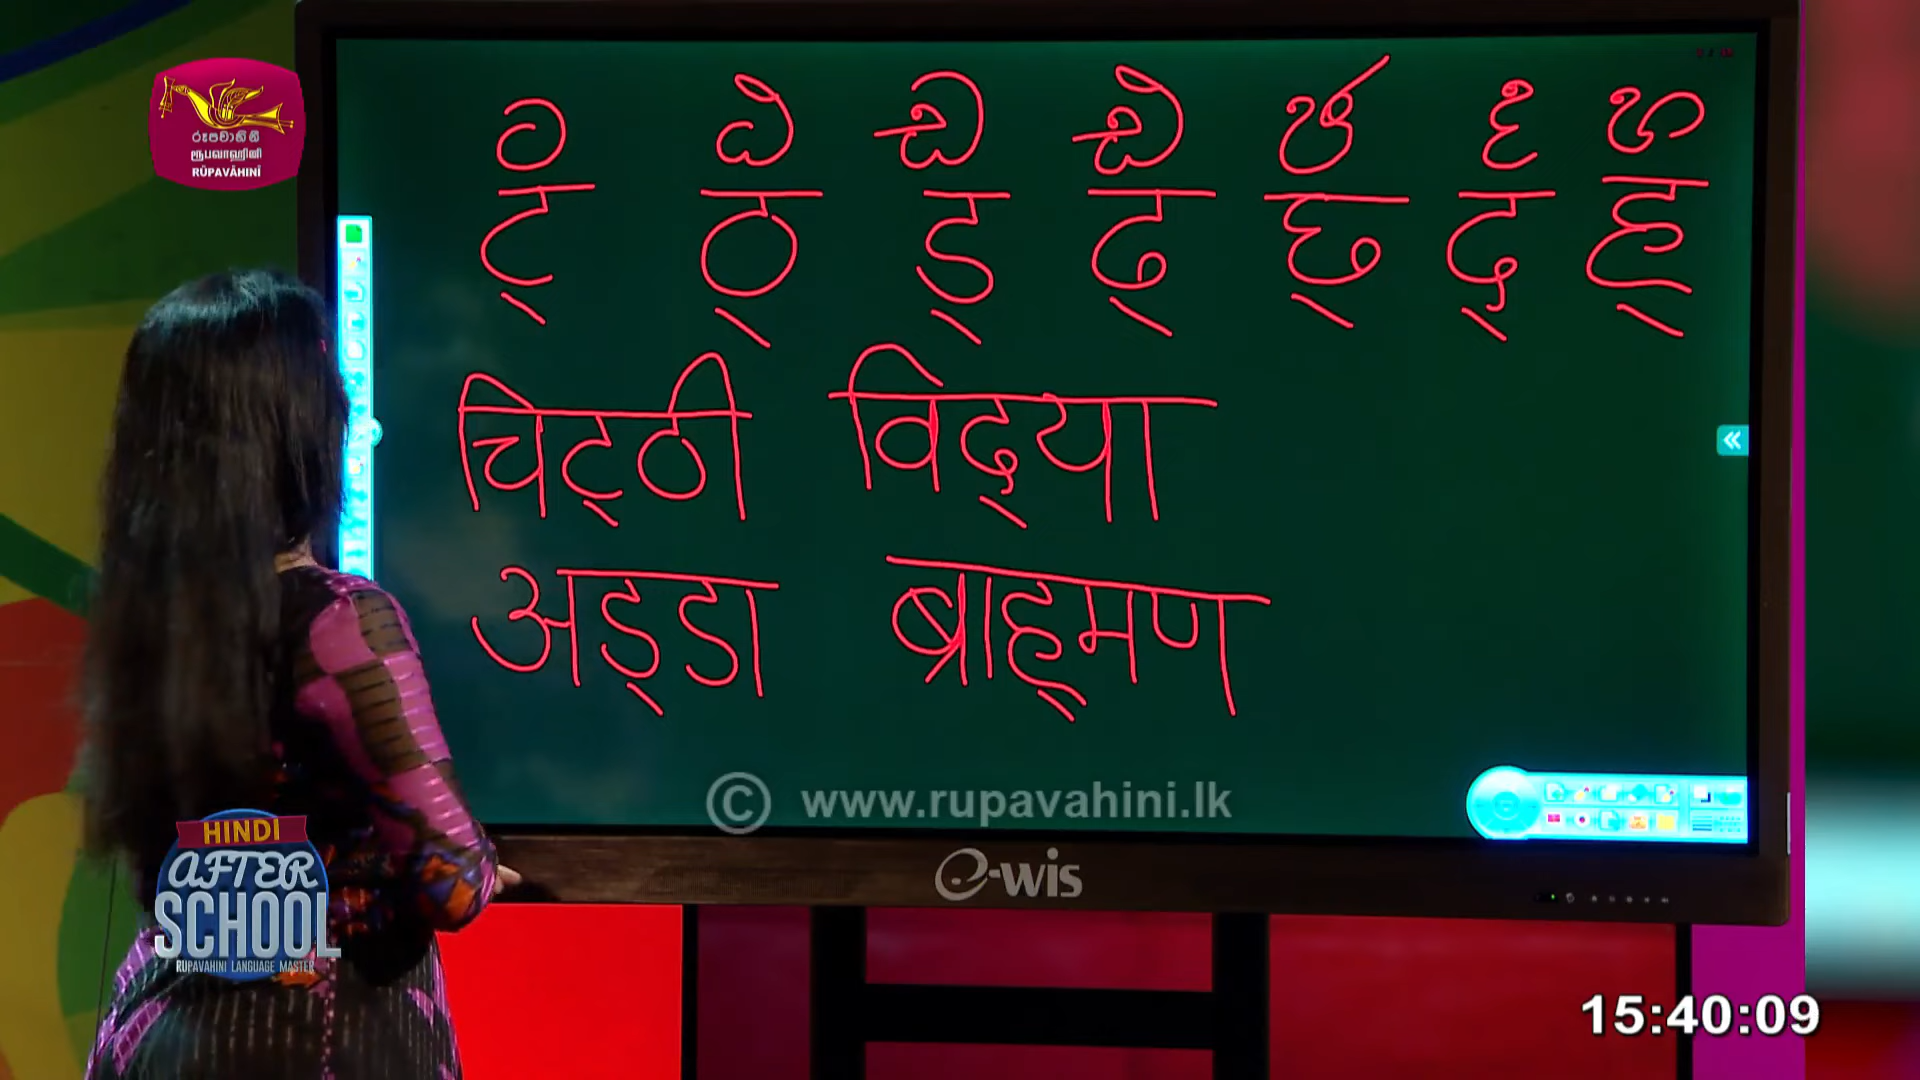 රූපවාහිනී
ரூபவாஹினி
RŪPAVĀHINĪ
ට ඨ ඩ ඪ ඡ ද හ
ट् ठ् ड् ढ् छ् द् ह्
चिट्ठी विद्या
अड्डा ब्राह्मण
© www.rupavahini.lk
e-wis
HINDI
AFTER
SCHOOL
RUPAVAHINI LANGUAGE MASTER
15:40:09